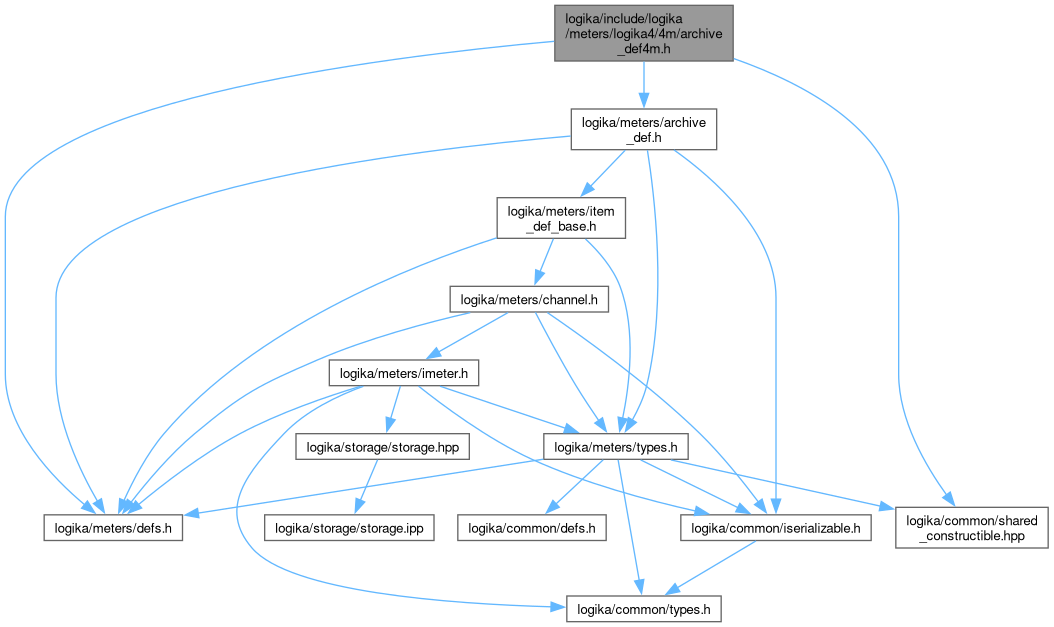 logika/include/logika
/meters/logika4/4m/archive
_def4m.h
logika/meters/archive
_def.h
logika/meters/item
_def_base.h
logika/meters/channel.h
logika/meters/imeter.h
logika/storage/storage.hpp
logika/meters/types.h
logika/meters/defs.h
logika/storage/storage.ipp
logika/common/defs.h
logika/common/iserializable.h
logika/common/shared
_constructible.hpp
logika/common/types.h